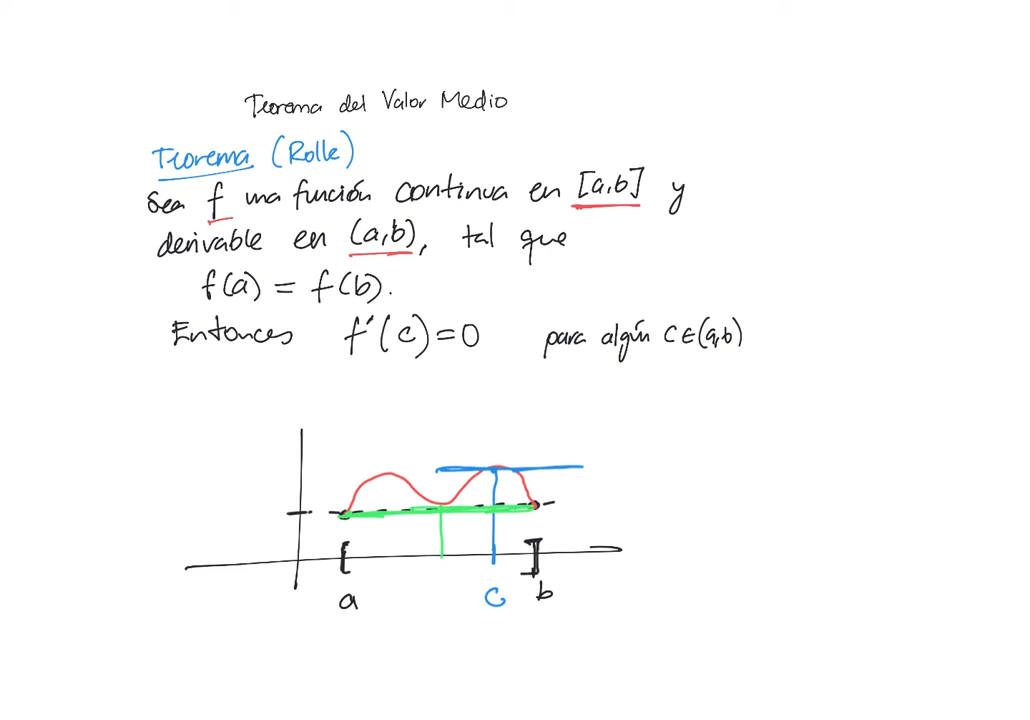 Teorema del Valor Medio
Teorema (Rolle)
Sea f una función continua en [a,b] y
derivable en (a,b), tal que
f(a) = f(b).
Entonces f'(c)=0 para algún C∈(a,b)
[ ]
a c b